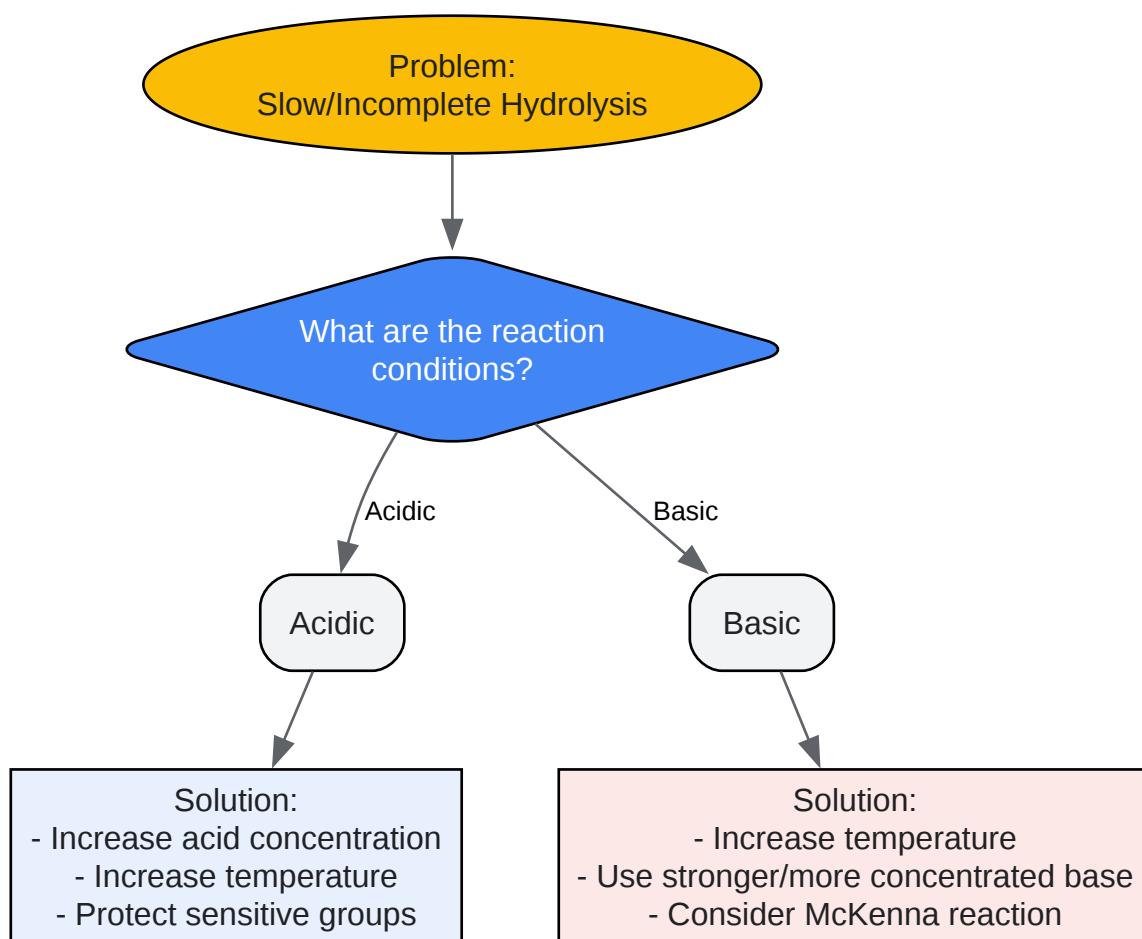 Problem:
Slow/Incomplete Hydrolysis
What are the reaction
conditions?
Acidic
Basic
Acidic
Basic
Solution:
- Increase acid concentration
- Increase temperature
- Protect sensitive groups
Solution:
- Increase temperature
- Use stronger/more concentrated base
- Consider McKenna reaction